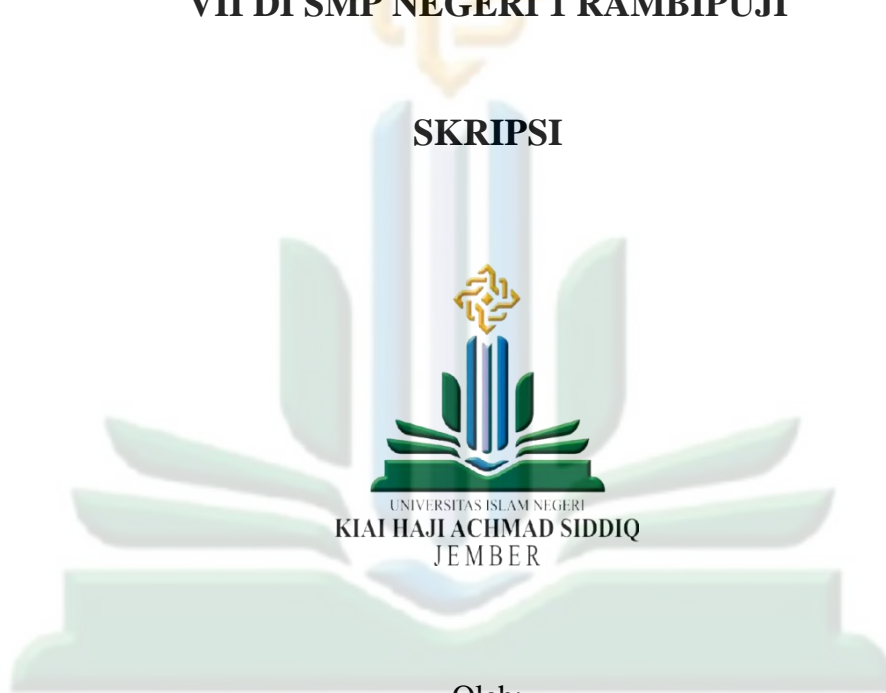 VII DI SMP NEGERI 1 RAMBIPUJI
SKRIPSI
UNIVERSITAS ISLAM NEGERI
KIAI HAJI ACHMAD SIDDIQ
JEMBER
Oleh: